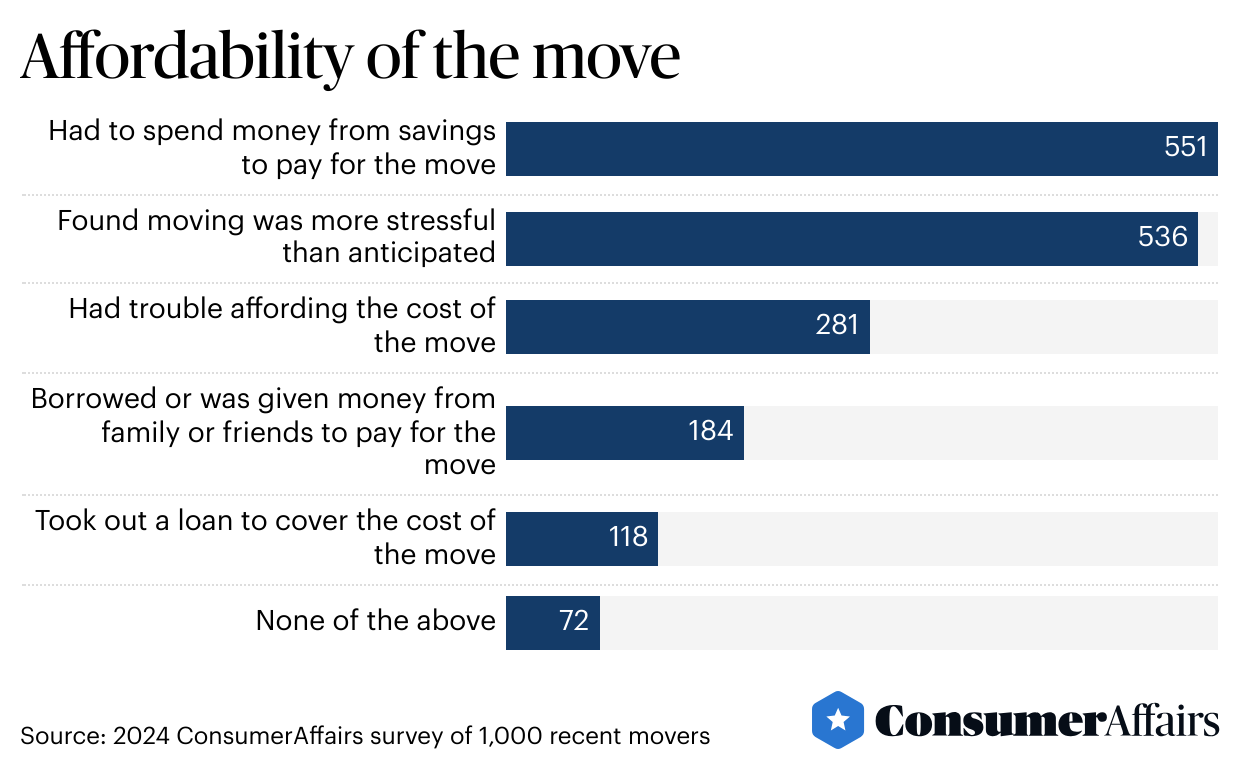 Affordability of the move
Had to spend money from savings
to pay for the move
551
Found moving was more stressful
than anticipated
536
Had trouble affording the cost of
the move
281
Borrowed or was given money from
family or friends to pay for the
move
184
Took out a loan to cover the cost of
the move
118
None of the above
72
Source: 2024 ConsumerAffairs survey of 1,000 recent movers
ConsumerAffairs